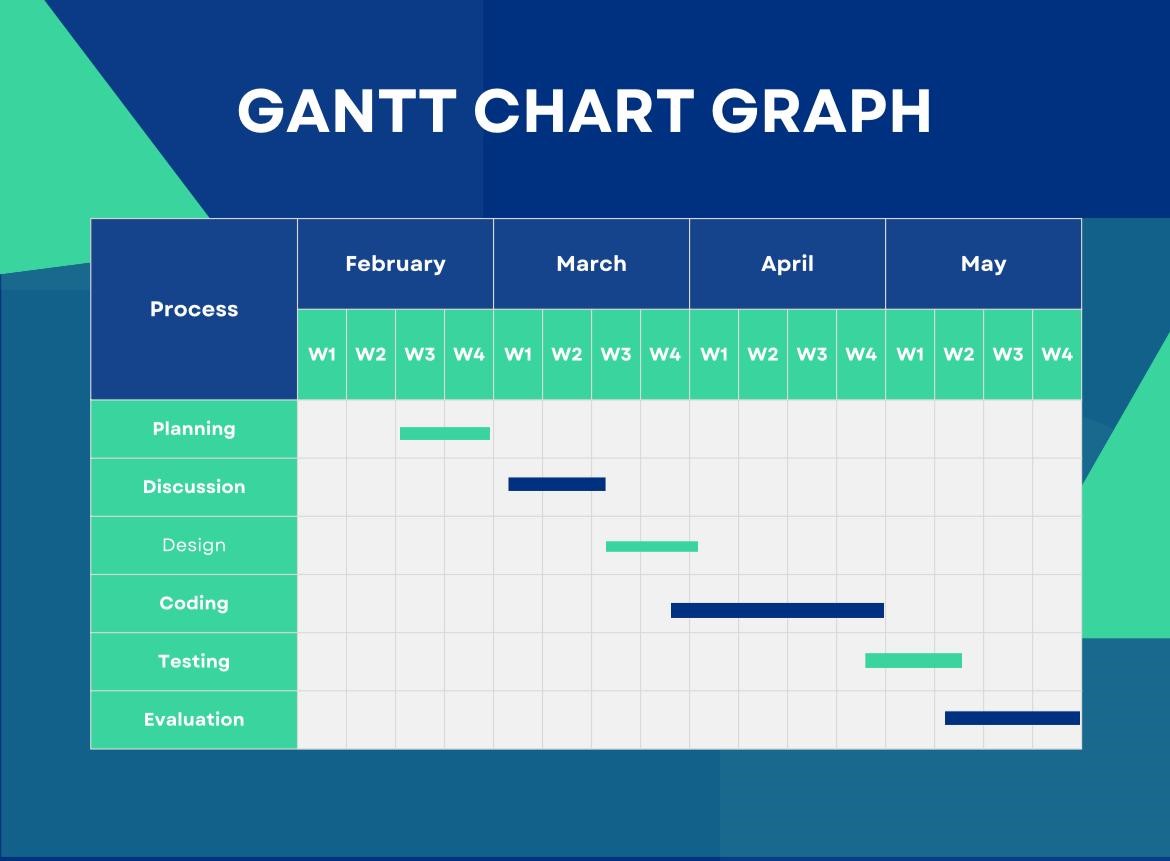 GANTT CHART GRAPH
Process
February March April May
W1 W2 W3 W4 W1 W2 W3 W4 W1 W2 W3 W4 W1 W2 W3 W4
Planning
Discussion
Design
Coding
Testing
Evaluation